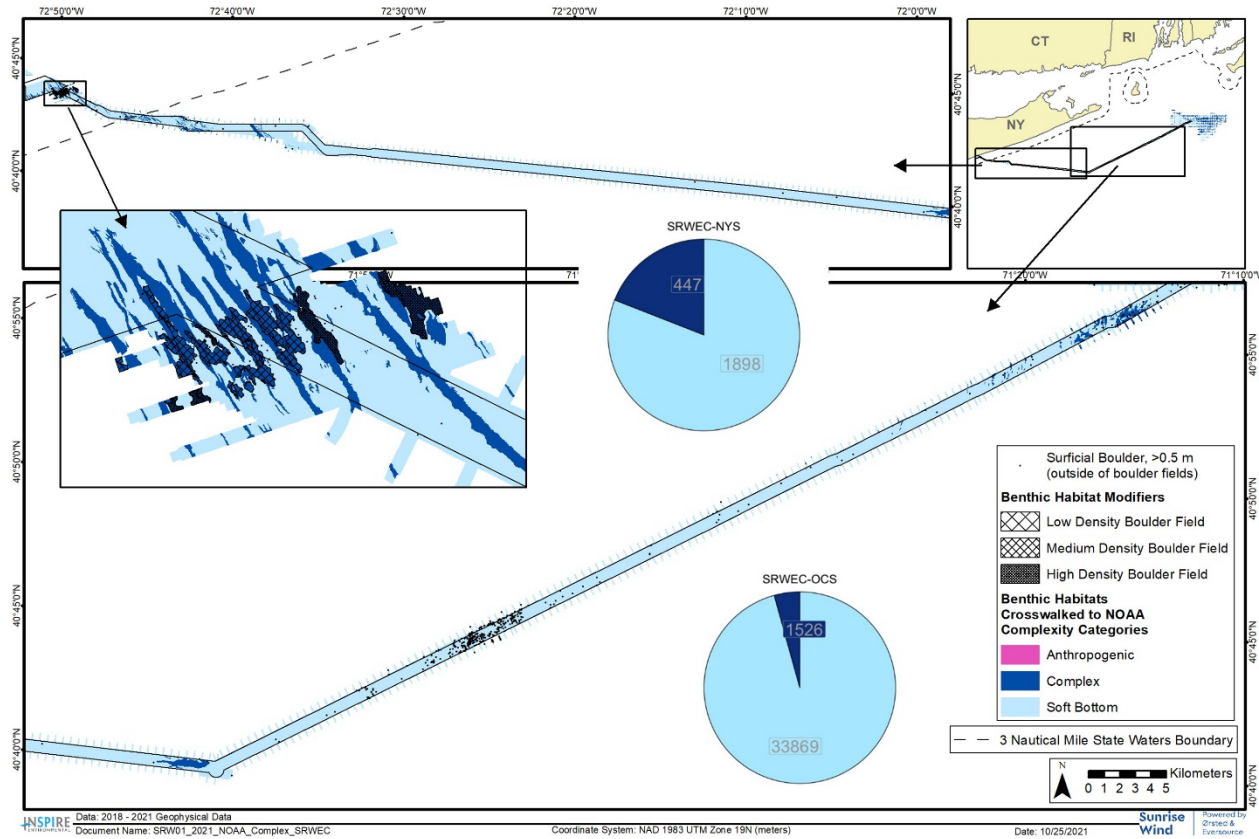 72°50'0"W
72°40'0"W
72°30'0"W
72°20'0"W
72°10'0"W
72°0'0"W
40°45'0"N
40°40'0"N
40°45'0"N
40°40'0"N
CT
RI
NY
71°20'0"W
71°10'0"W
SRWEC-NYS
447
1898
40°55'0"N
40°50'0"N
40°45'0"N
40°40'0"N
40°55'0"N
40°50'0"N
40°45'0"N
40°40'0"N
SRWEC-OCS
1526
33869
Surficial Boulder, >0.5 m
(outside of boulder fields)
Benthic Habitat Modifiers
Low Density Boulder Field
Medium Density Boulder Field
High Density Boulder Field
Benthic Habitats
Crosswalked to NOAA
Complexity Categories
Anthropogenic
Complex
Soft Bottom
3 Nautical Mile State Waters Boundary
N
Kilometers
0 1 2 3 4 5
INSPIRE
ENVIRONMENTAL
Data: 2018 - 2021 Geophysical Data
Document Name: SRW01_2021_NOAA_Complex_SRWEC
Coordinate System: NAD 1983 UTM Zone 19N (meters)
Date: 10/25/2021
Sunrise
Wind
Powered by
Ørsted &
Eversource